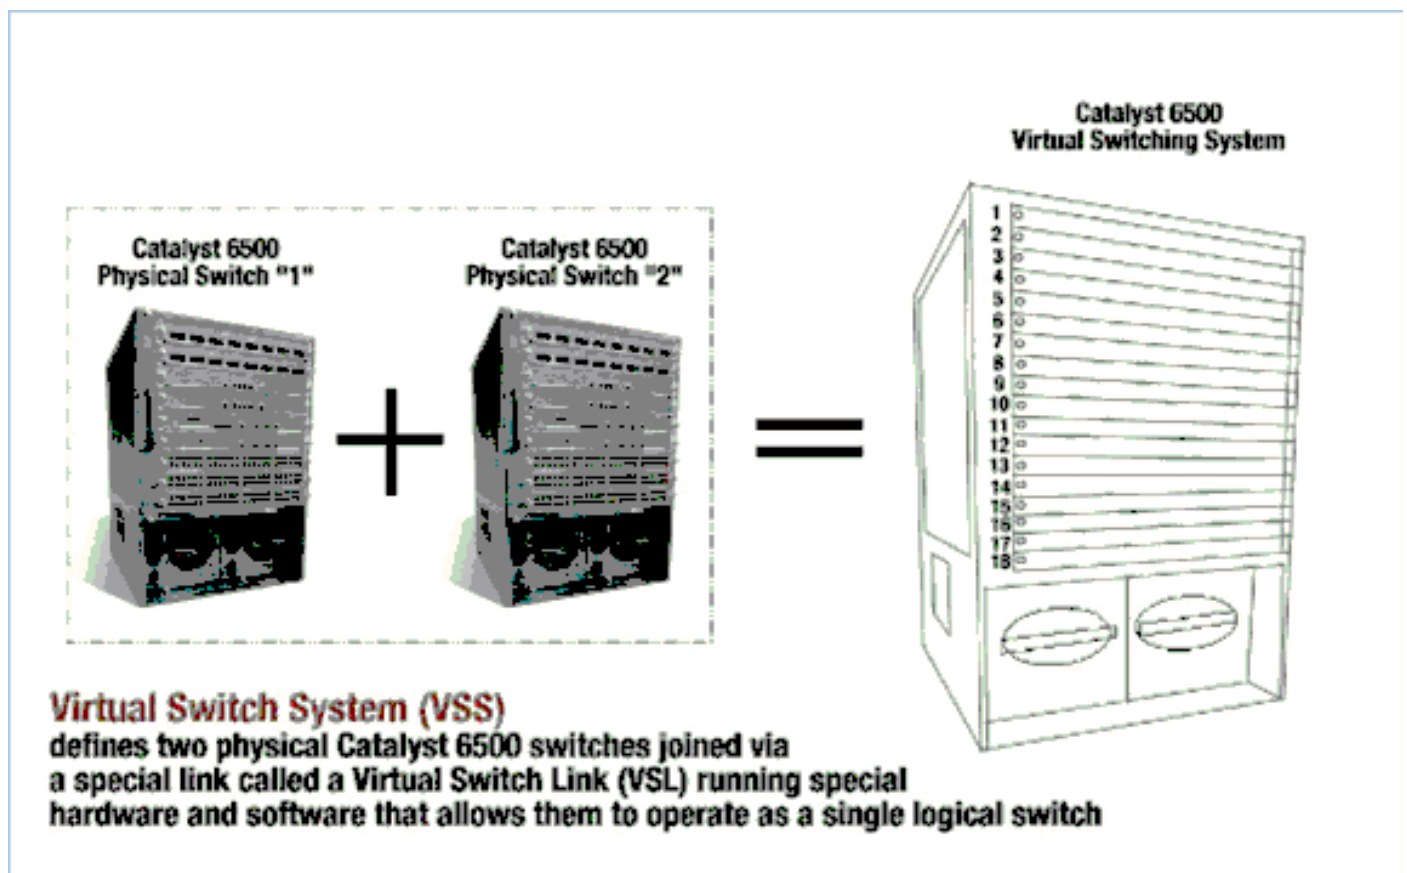 Catalyst 6500
Virtual Switching System
Catalyst 6500
Physical Switch "1"
Catalyst 6500
Physical Switch "2"
1
2
3
4
5
6
7
8
9
10
11
12
13
14
15
16
17
18
Virtual Switch System (VSS)
defines two physical Catalyst 6500 switches joined via
a special link called a Virtual Switch Link (VSL) running special
hardware and software that allows them to operate as a single logical switch